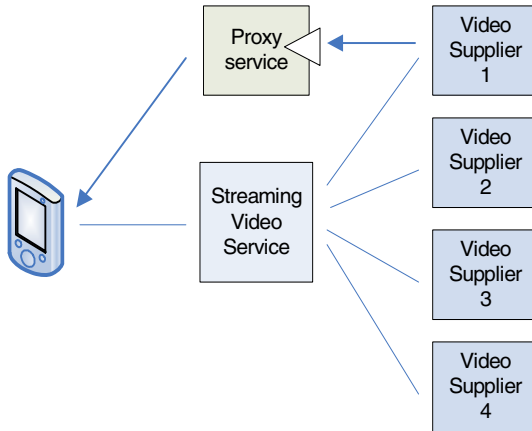 Proxy
service
Video
Supplier
1
Streaming
Video
Service
Video
Supplier
2
Video
Supplier
3
Video
Supplier
4